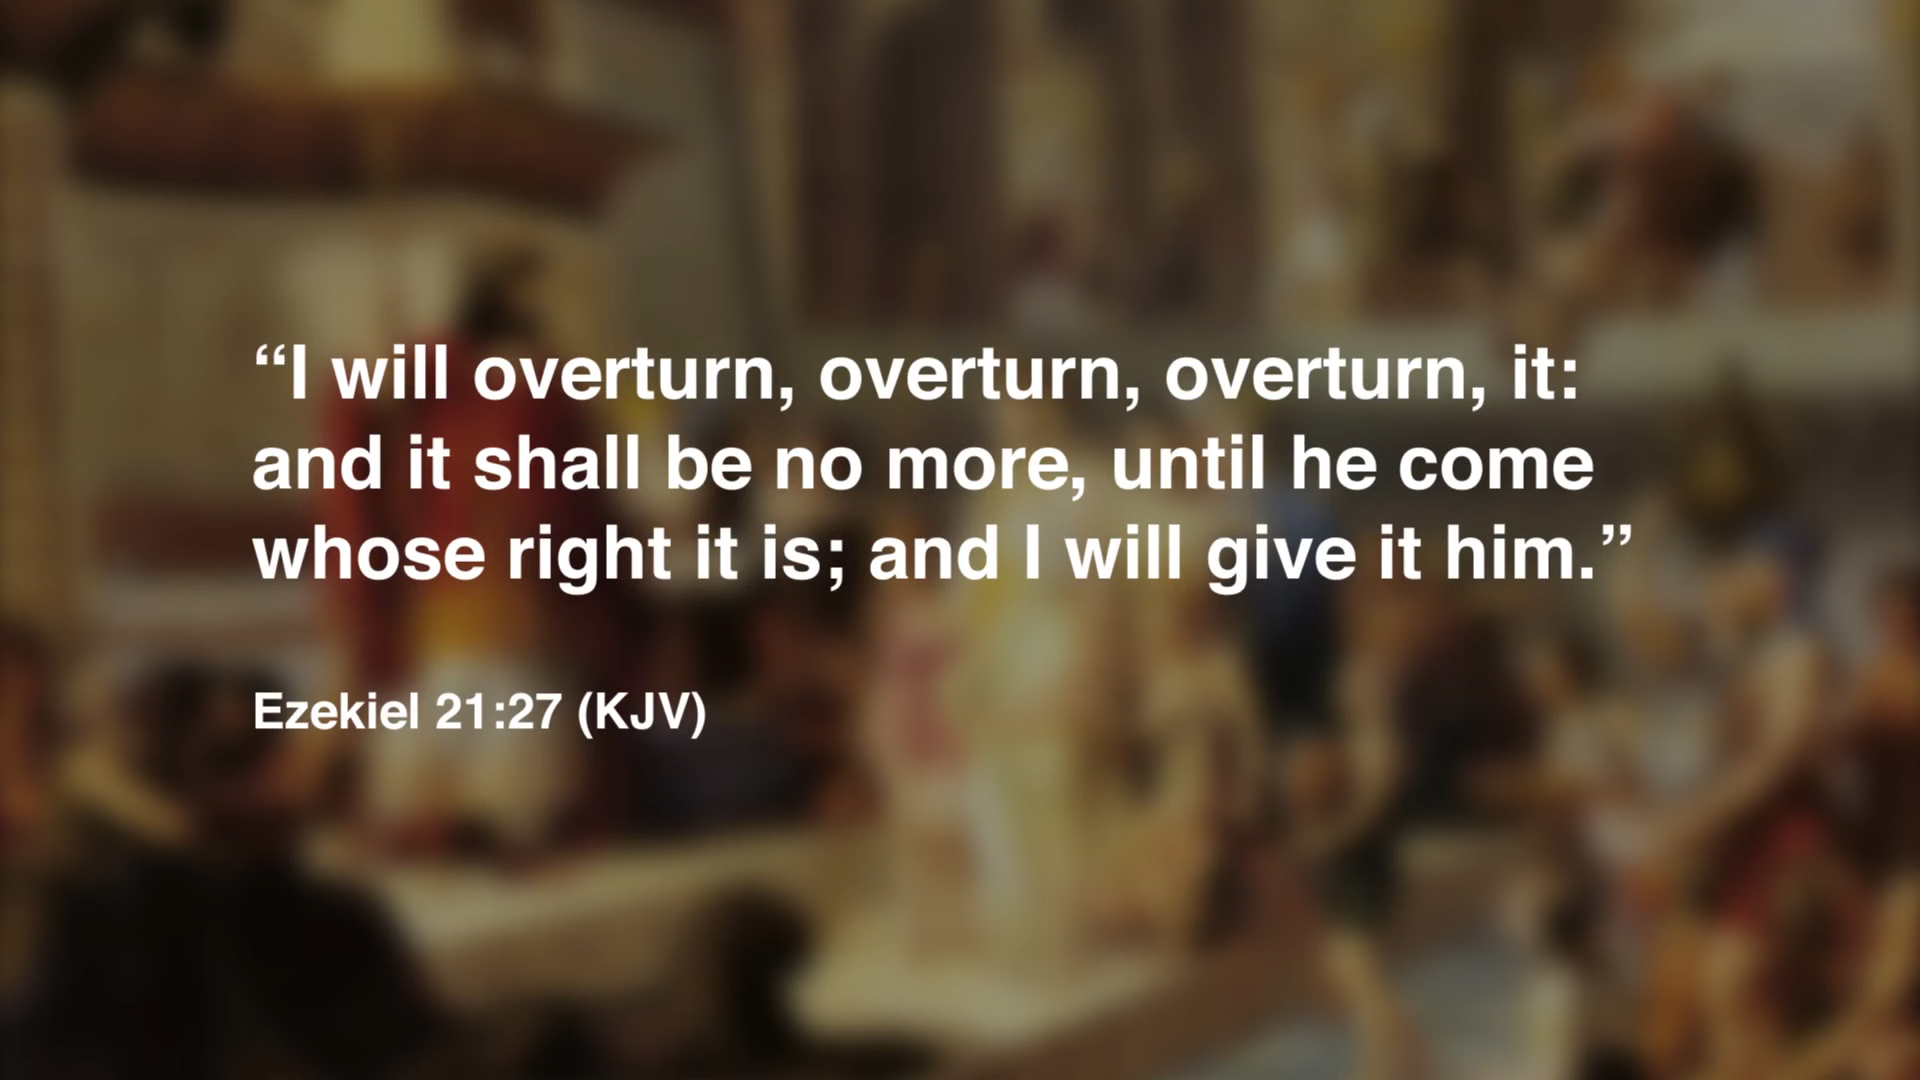 “I will overturn, overturn, overturn, it:
and it shall be no more, until he come
whose right it is; and I will give it him.”
Ezekiel 21:27 (KJV)